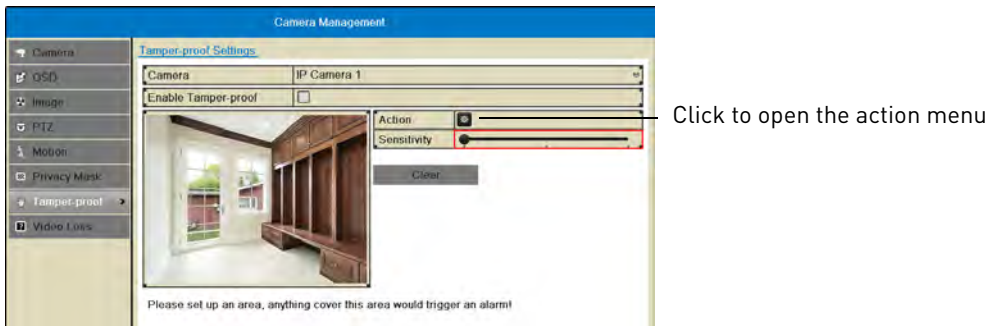 Camera Management
Camera
OSD
Image
PTZ
Motion
Privacy Mask
Tamper-proof
Video Loss
Tamper-proof Settings
Camera IP Camera 1
Enable Tamper-proof
Action
Sensitivity
Clear
Click to open the action menu
Please set up an area, anything cover this area would trigger an alarm!